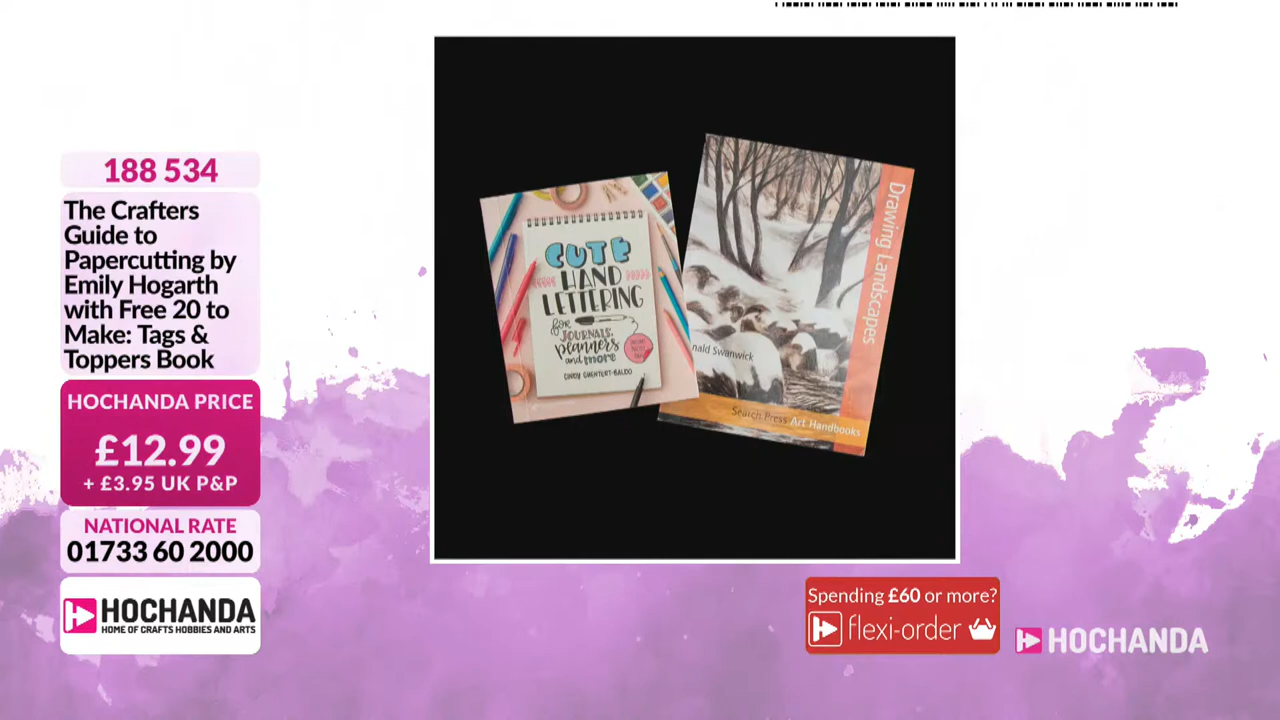 188 534
The Crafters
Guide to
Papercutting by
Emily Hogarth
with Free 20 to
Make: Tags &
Toppers Book
HOCHANDA PRICE
£12.99
+ £3.95 UK P&P
NATIONAL RATE
01733 60 2000
HOCHANDA
HOME OF CRAFTS HOBBIES AND ARTS
CUTE
HAND
LETTERING
for
JOURNALS,
planners
and more
CINDY GUENTERT-BALDO
Drawing Landscapes
nald Swanwick
Search Press Art Handbooks
Spending £60 or more?
flexi-order
HOCHANDA